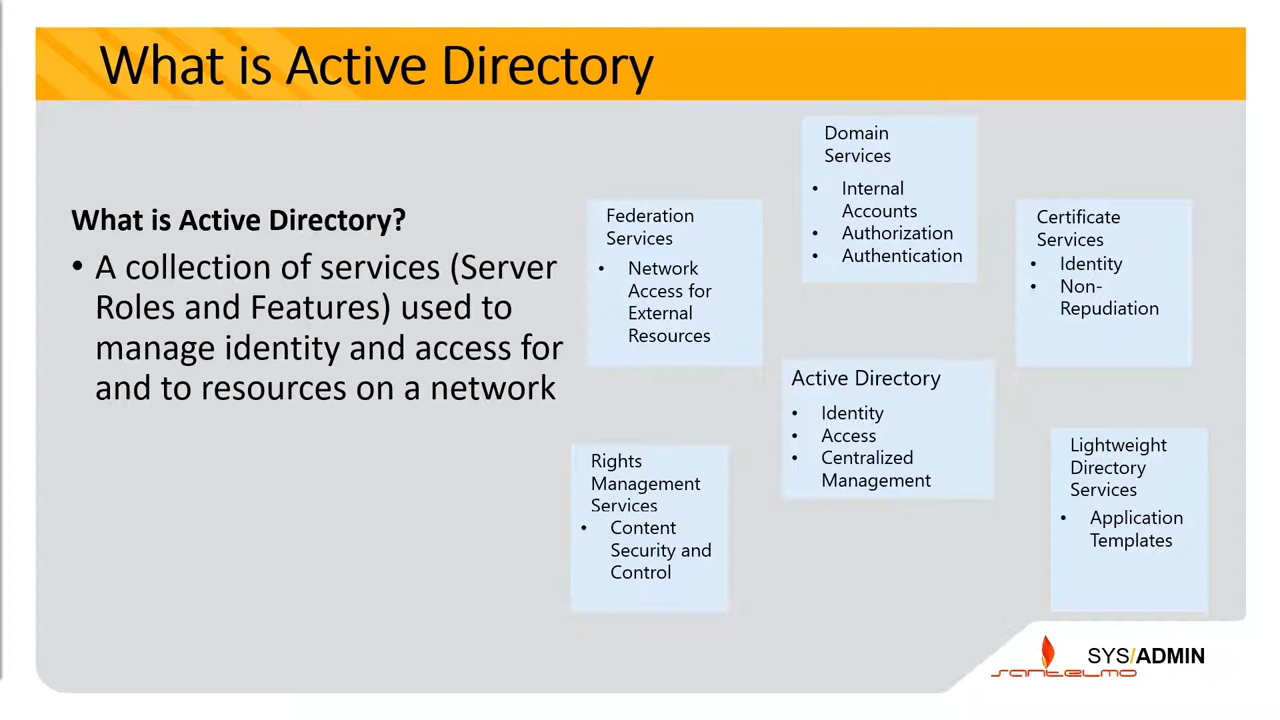 What is Active Directory
What is Active Directory?
• A collection of services (Server
Roles and Features) used to
manage identity and access for
and to resources on a network
Domain
Services
• Internal
Accounts
• Authorization
• Authentication
Federation
Services
• Network
Access for
External
Resources
Certificate
Services
• Identity
• Non-
Repudiation
Active Directory
• Identity
• Access
• Centralized
Management
Rights
Management
Services
• Content
Security and
Control
Lightweight
Directory
Services
• Application
Templates
santelmo
SYS/ADMIN